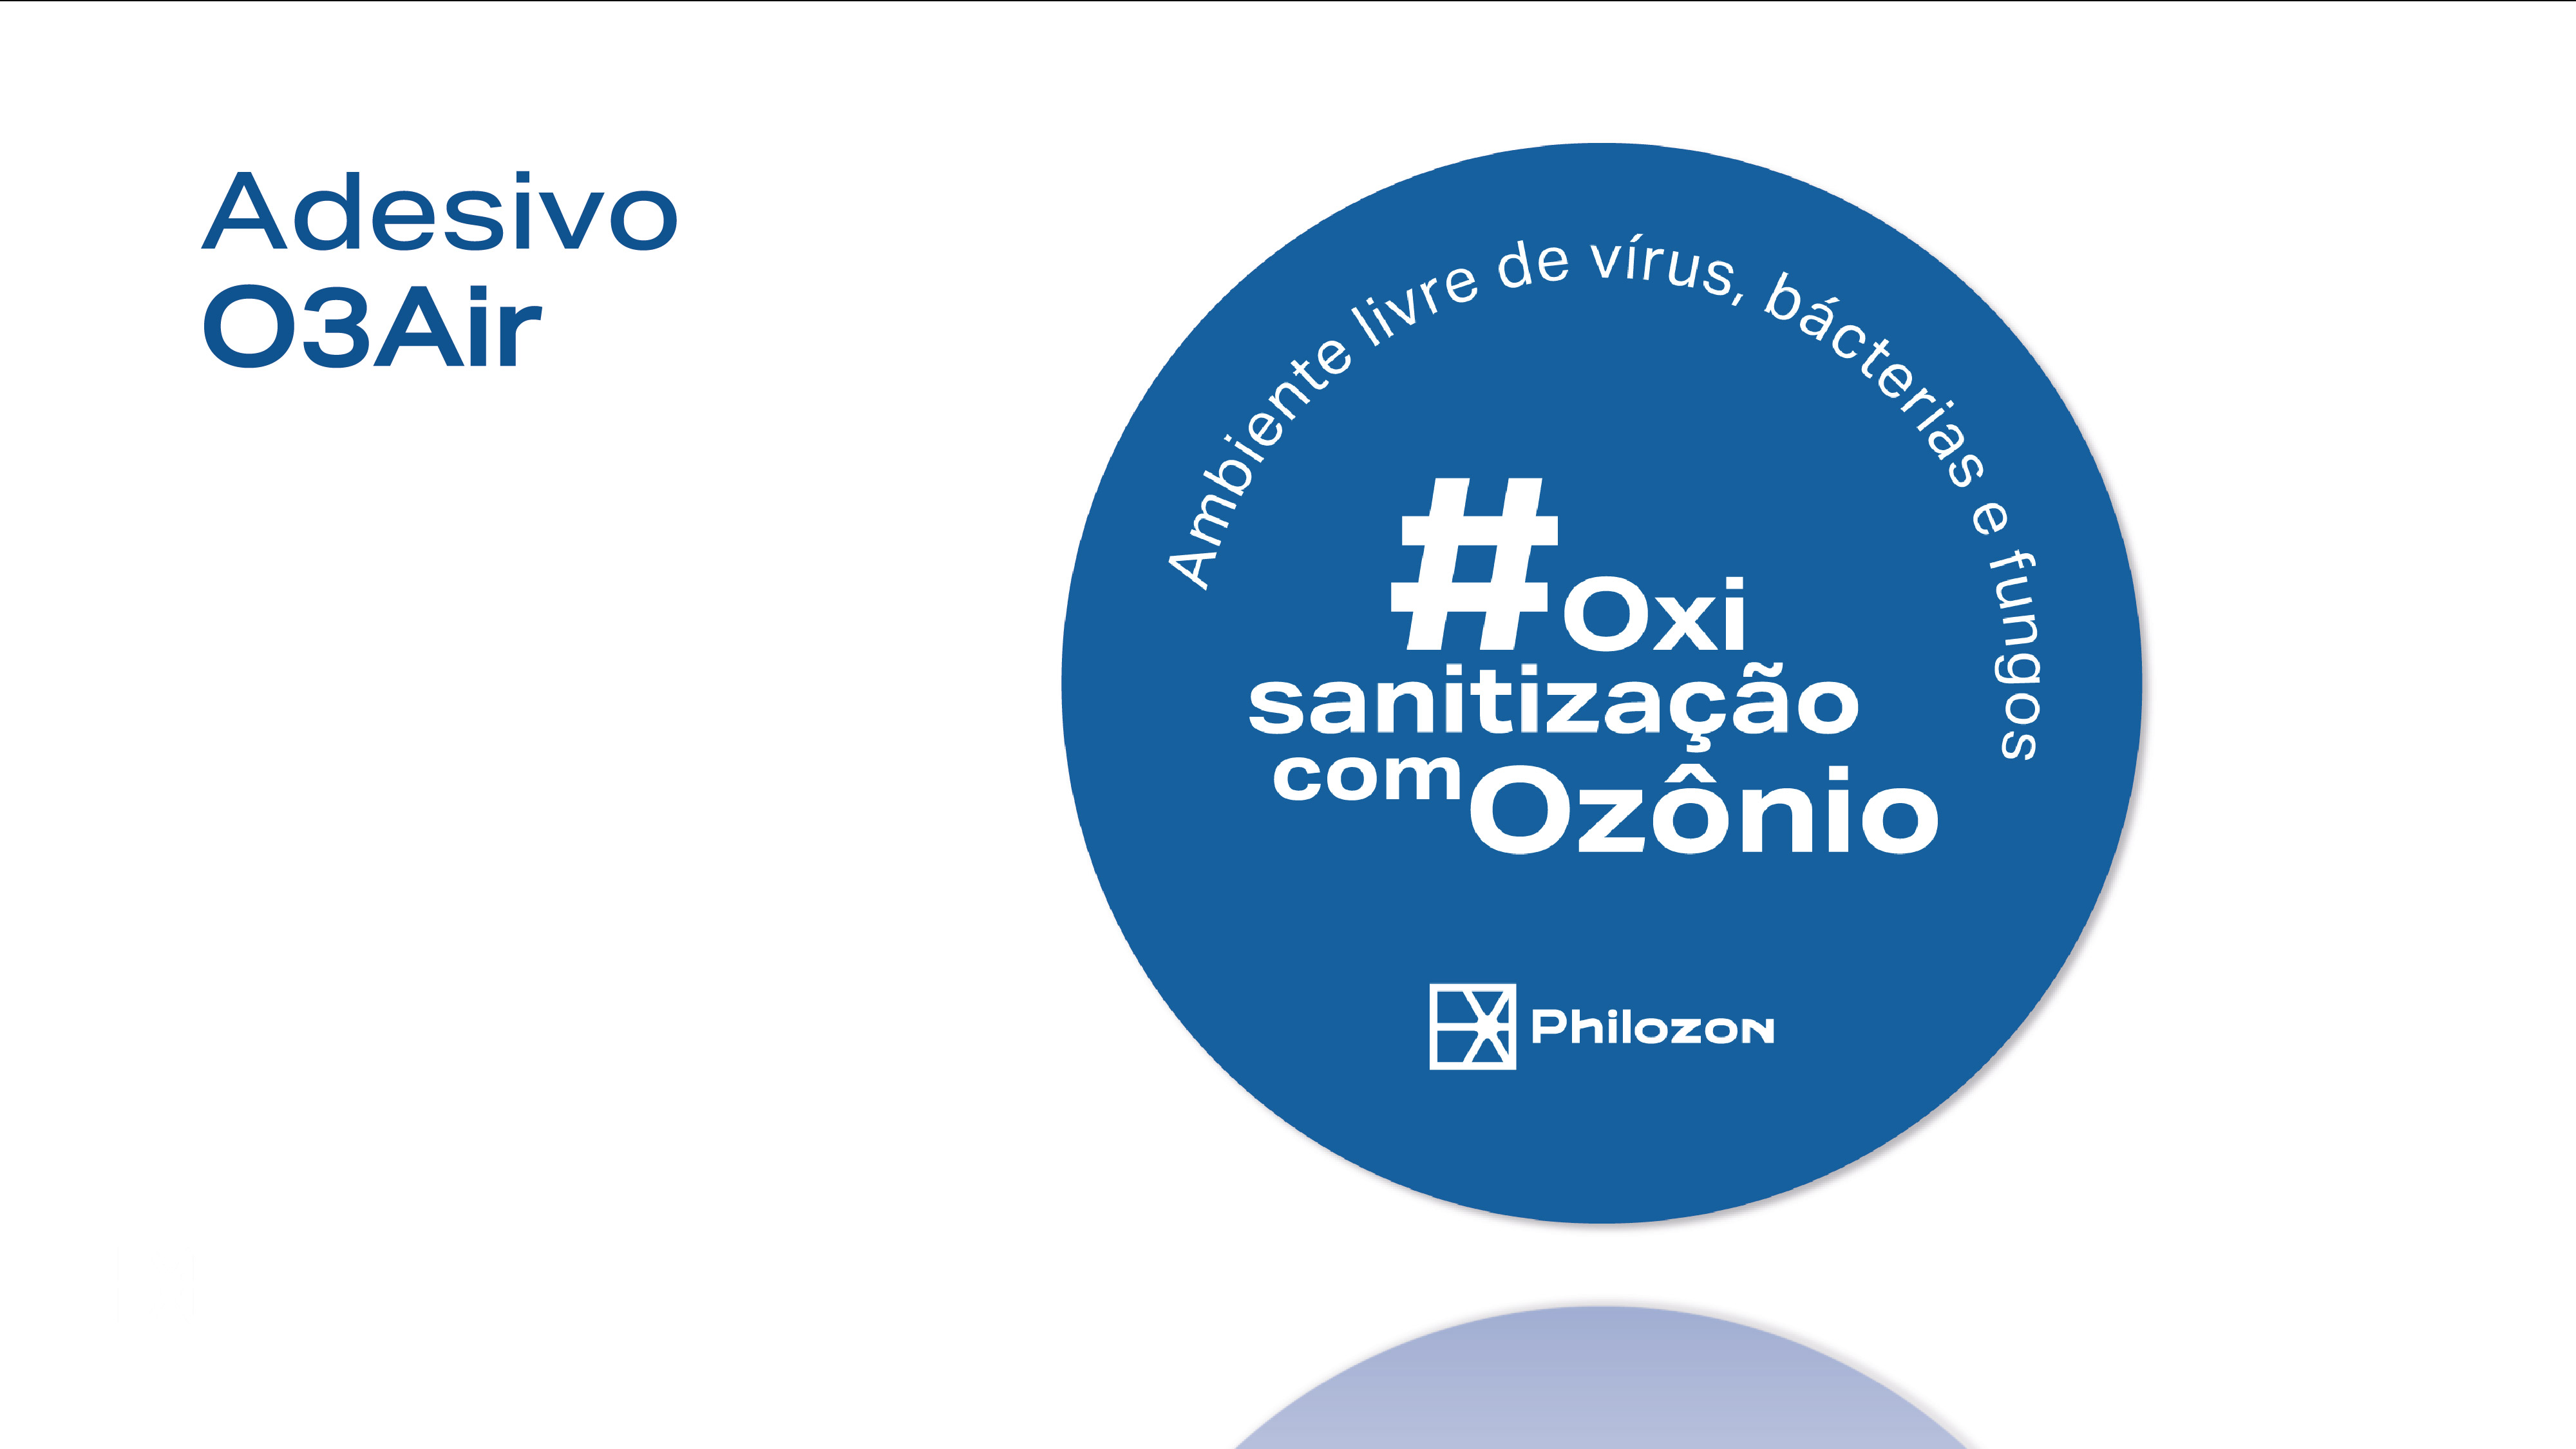 Adesivo
O3Air
Ambiente livre de vírus, bácterias e fungos
#Oxi
sanitização
com Ozônio
Philozon